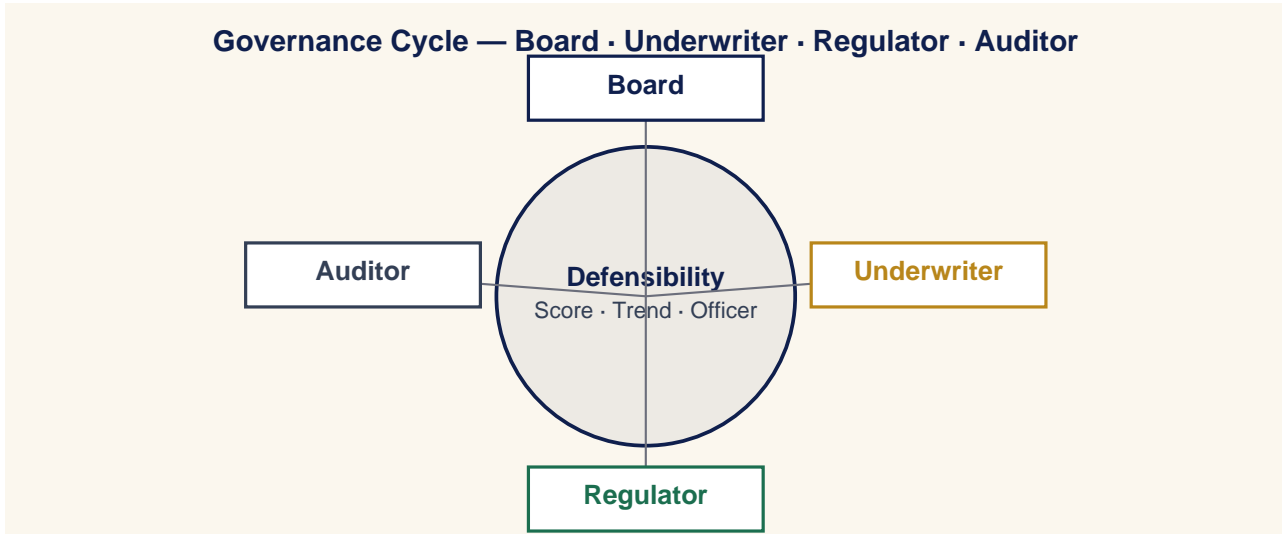 Governance Cycle — Board · Underwriter · Regulator · Auditor
Board
Auditor
Defensibility
Score · Trend · Officer
Underwriter
Regulator